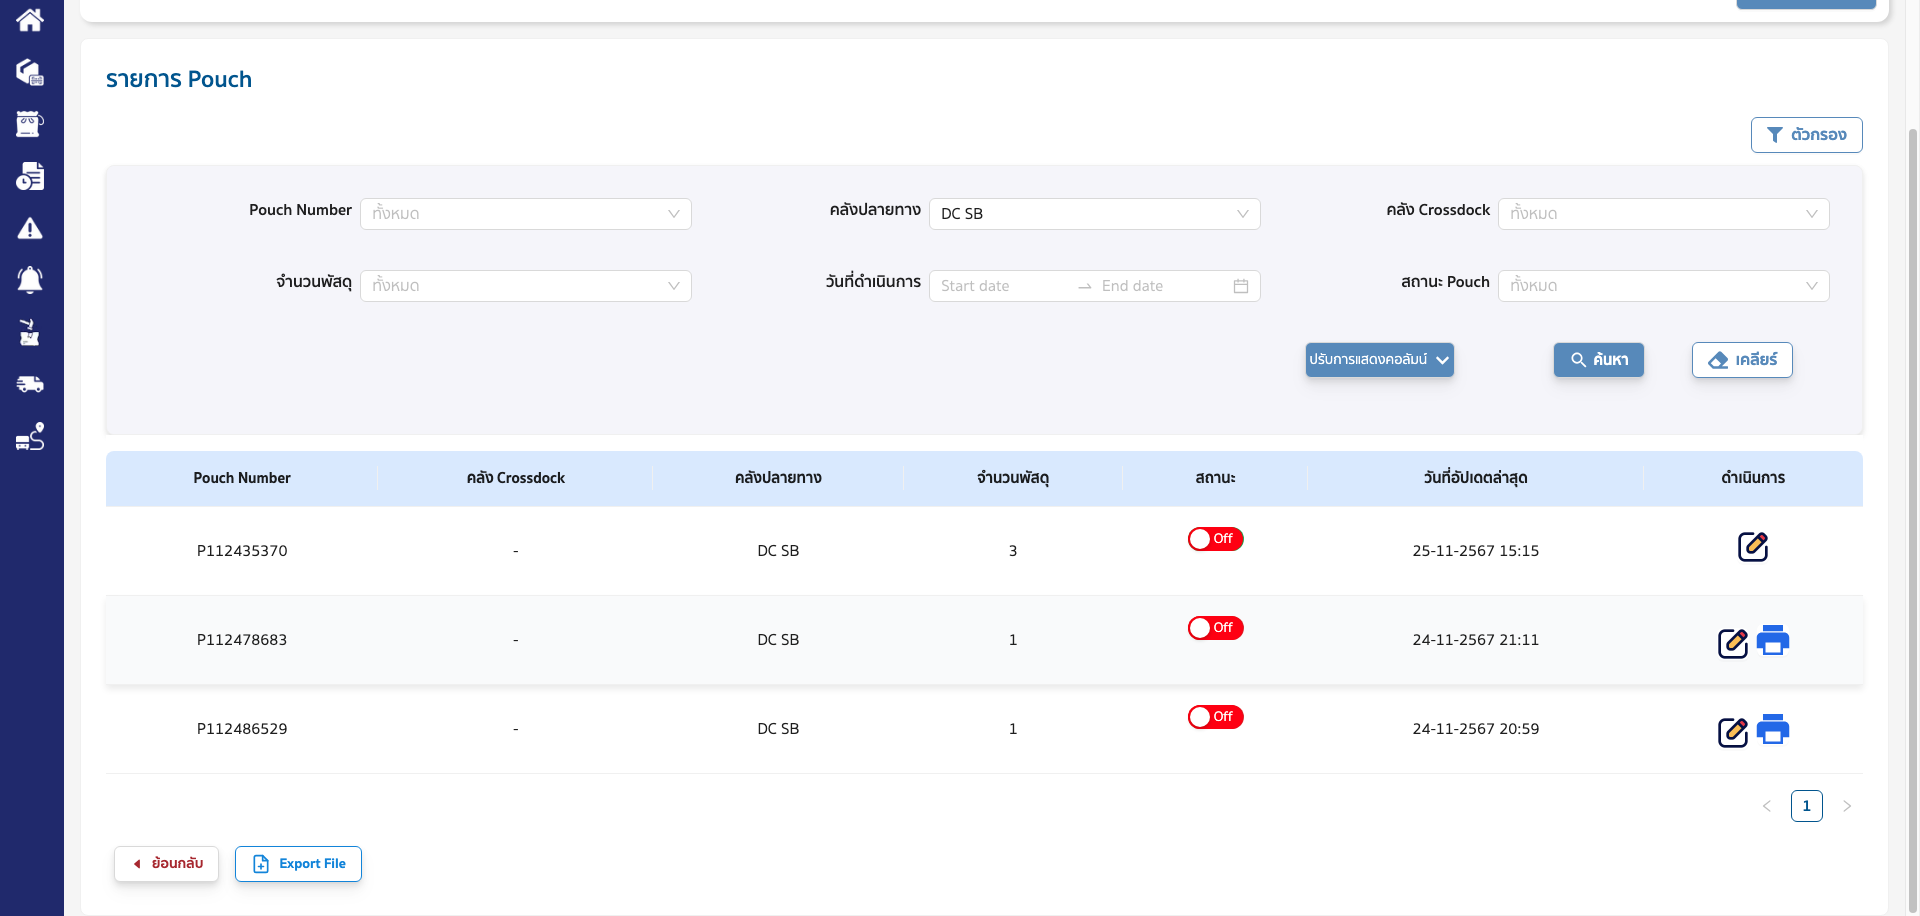 รายการ Pouch
ตัวกรอง
Pouch Number ทั้งหมด คลังปลายทาง DC SB คลัง Crossdock ทั้งหมด
จำนวนพัสดุ ทั้งหมด วันที่ดำเนินการ Start date End date สถานะ Pouch ทั้งหมด
ปรับการแสดงคอลัมน์ ค้นหา เคลียร์
Pouch Number คลัง Crossdock คลังปลายทาง จำนวนพัสดุ สถานะ วันที่อัปเดตล่าสุด ดำเนินการ
P112435370 - DC SB 3 Off 25-11-2567 15:15
P112478683 - DC SB 1 Off 24-11-2567 21:11
P112486529 - DC SB 1 Off 24-11-2567 20:59
1
ย้อนกลับ Export File